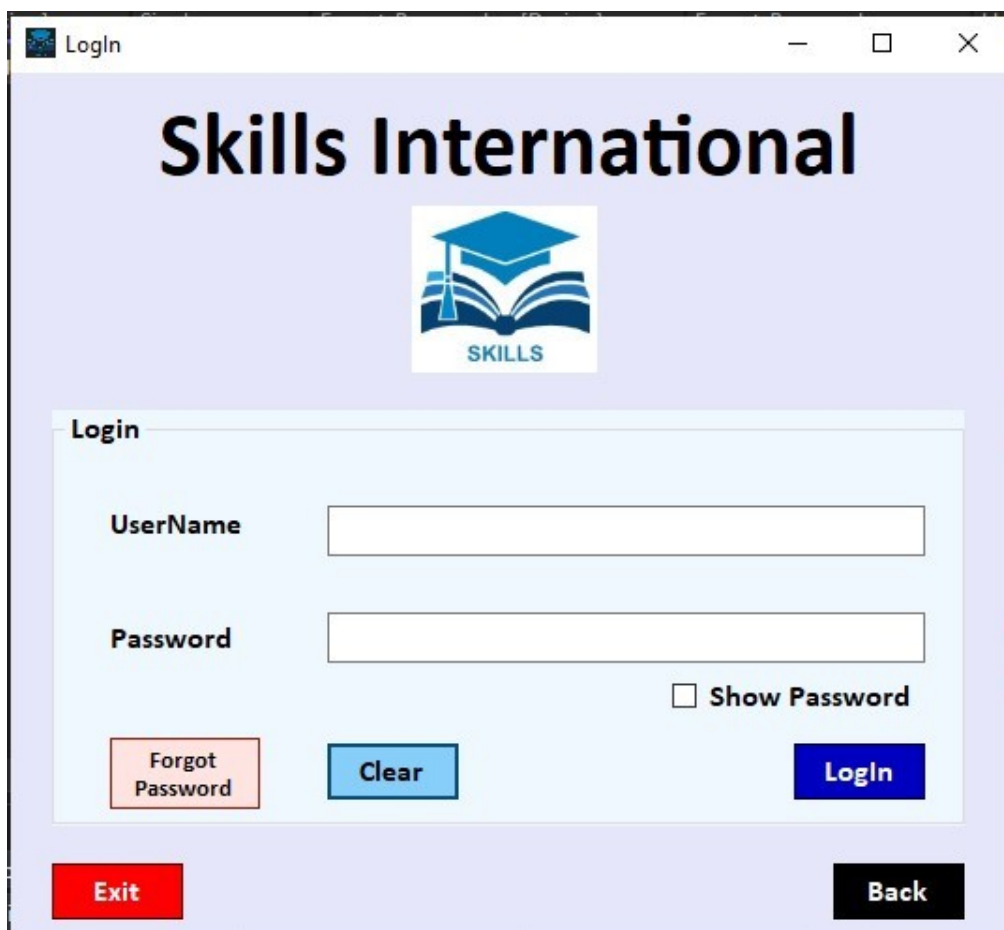 LogIn
Skills International
SKILLS
Login
UserName
Password
Show Password
Forgot
Password
Clear
LogIn
Exit
Back